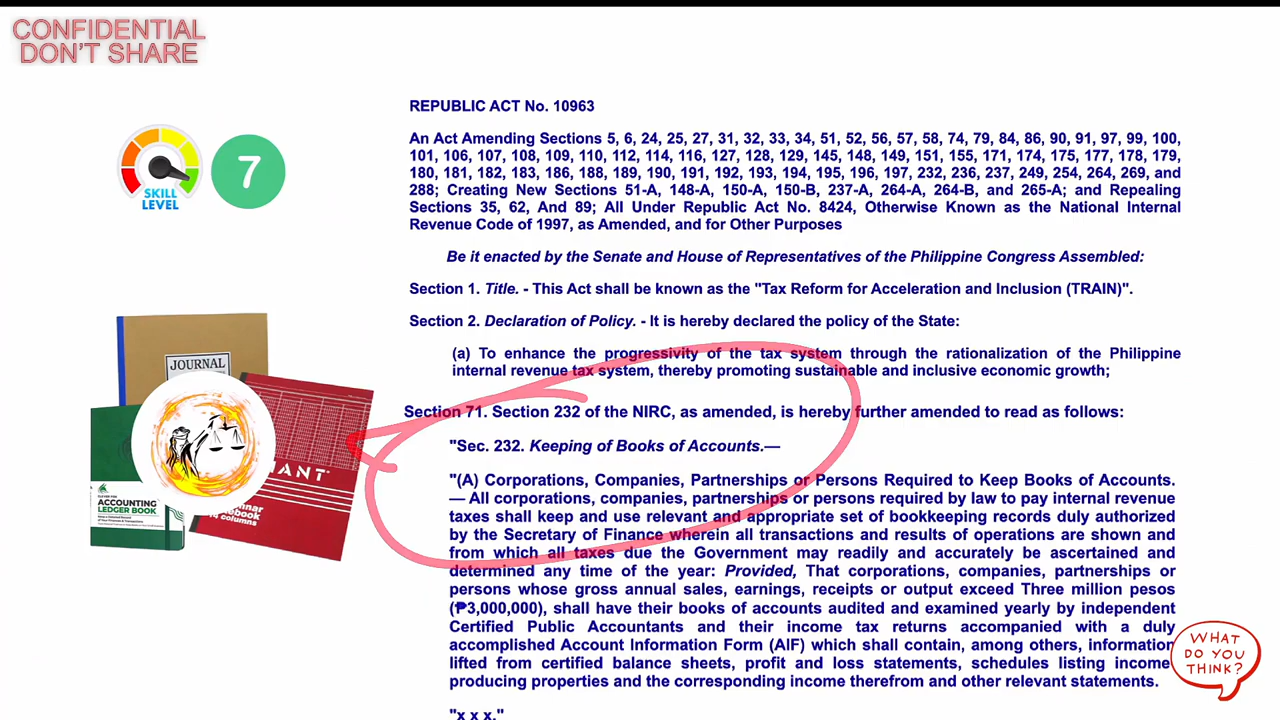 CONFIDENTIAL
DON'T SHARE
SKILL
LEVEL
7
REPUBLIC ACT No. 10963
An Act Amending Sections 5, 6, 24, 25, 27, 31, 32, 33, 34, 51, 52, 56, 57, 58, 74, 79, 84, 86, 90, 91, 97, 99, 100,
101, 106, 107, 108, 109, 110, 112, 114, 116, 127, 128, 129, 145, 148, 149, 151, 155, 171, 174, 175, 177, 178, 179,
180, 181, 182, 183, 186, 188, 189, 190, 191, 192, 193, 194, 195, 196, 197, 232, 236, 237, 249, 254, 264, 269, and
288; Creating New Sections 51-A, 148-A, 150-A, 150-B, 237-A, 264-A, 264-B, and 265-A; and Repealing
Sections 35, 62, And 89; All Under Republic Act No. 8424, Otherwise Known as the National Internal
Revenue Code of 1997, as Amended, and for Other Purposes
Be it enacted by the Senate and House of Representatives of the Philippine Congress Assembled:
Section 1. Title. - This Act shall be known as the "Tax Reform for Acceleration and Inclusion (TRAIN)".
Section 2. Declaration of Policy. - It is hereby declared the policy of the State:
(a) To enhance the progressivity of the tax system through the rationalization of the Philippine
internal revenue tax system, thereby promoting sustainable and inclusive economic growth;
Section 71. Section 232 of the NIRC, as amended, is hereby further amended to read as follows:
"Sec. 232. Keeping of Books of Accounts.—
"(A) Corporations, Companies, Partnerships or Persons Required to Keep Books of Accounts.
— All corporations, companies, partnerships or persons required by law to pay internal revenue
taxes shall keep and use relevant and appropriate set of bookkeeping records duly authorized
by the Secretary of Finance wherein all transactions and results of operations are shown and
from which all taxes due the Government may readily and accurately be ascertained and
determined any time of the year: Provided, That corporations, companies, partnerships or
persons whose gross annual sales, earnings, receipts or output exceed Three million pesos
(₱3,000,000), shall have their books of accounts audited and examined yearly by independent
Certified Public Accountants and their income tax returns accompanied with a duly
accomplished Account Information Form (AIF) which shall contain, among others, information
lifted from certified balance sheets, profit and loss statements, schedules listing income
producing properties and the corresponding income therefrom and other relevant statements.
"x x x."
JOURNAL
ACCOUNTING
LEDGER BOOK
columns
WHAT
DO YOU
THINK?